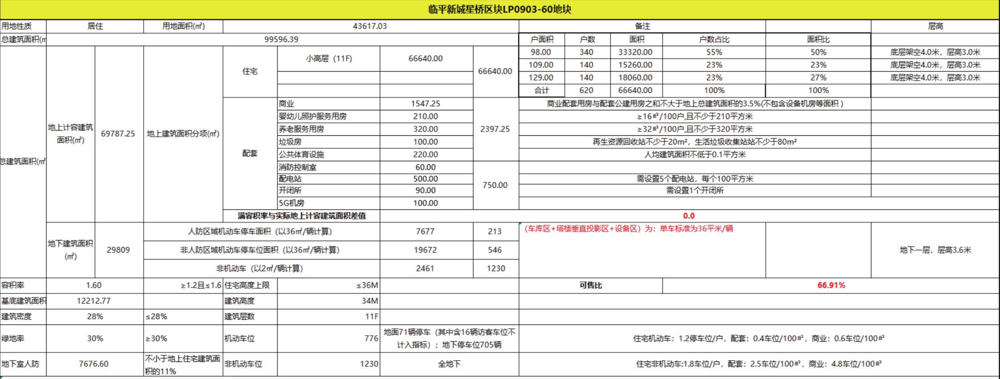 临平新城星桥区块LP0903-60地块
用地性质 居住 用地面积(㎡) 43617.03 备注 层高
总建筑面积(㎡ 99596.39 户面积 户数 面积 户数占比 面积比
98.00 340 33320.00 55% 50% 底层架空4.0米，层高3.0米
小高层（11F） 66640.00
109.00 140 15260.00 23% 23% 底层架空4.0米，层高3.0米
住宅 66640.00
129.00 140 18060.00 23% 27% 底层架空4.0米，层高3.0米
合计 620 66640.00 100% 100%
商业 1547.25 商业配套用房与配套公建用房之和不大于地上总建筑面积的3.5%(不包含设备机房等面积）
婴幼儿照护服务用房 210.00 ≥16㎡/100户,且不少于210平方米
地上计容建筑
面积(㎡)
69787.25 地上建筑面积分项(㎡)
养老服务用房 320.00 2397.25 ≥32㎡/100户,且不少于320平方米
垃圾房 100.00 再生资源回收站不少于20m²，生活垃圾收集站站不少于80m²
配套
公共体育设施 220.00 人均建筑面积不低于0.1平方米
总建筑面积(㎡
消防控制室 60.00
配电站 500.00 需设置5个配电站，每个100平方米
750.00
开闭所 90.00 需设置1个开闭所
5G机房 100.00
满容积率与实际地上计容建筑面积差值 0.0
人防区域机动车停车面积（以36㎡/辆计算） 7677 213 (车库区+塔楼垂直投影区+设备区）为：单车标准为36平米/辆
地下建筑面积
(㎡)
29809 非人防区域机动车停车位面积（以36㎡/辆计算） 19672 546 地下一层，层高3.6米
非机动车（以2㎡/辆计算） 2461 1230
容积率 1.60 ≥1.2且≤1.6 住宅高度上限 ≤36M 可售比 66.91%
基底建筑面积 12212.77 建筑高度 34M
建筑密度 28% ≤28% 建筑层数 11F
绿地率 30% ≥30% 机动车位 776
地面71辆停车（其中含16辆访客车位不
计入指标）；地下停车位705辆
住宅机动车：1.2停车位/户，配套：0.4车位/100㎡，商业：0.6车位/100㎡
地下室人防 7676.60
不小于地上住宅建筑面
积的11%
非机动车位 1230 全地下 住宅非机动车:1.8车位/户，配套：2.5车位/100㎡，商业：4.8车位/100㎡